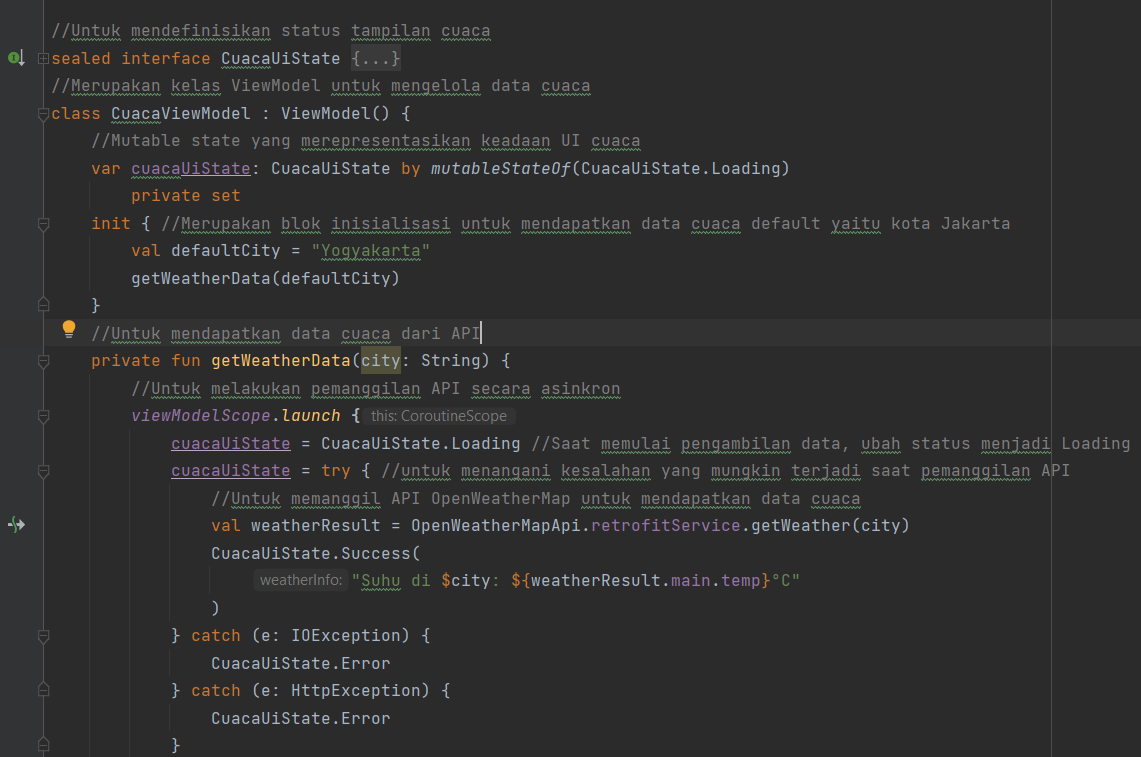 //Untuk mendefinisikan status tampilan cuaca
sealed interface CuacaUiState {...}
//Merupakan kelas ViewModel untuk mengelola data cuaca
class CuacaViewModel : ViewModel() {
    //Mutable state yang merepresentasikan keadaan UI cuaca
    var cuacaUiState: CuacaUiState by mutableStateOf(CuacaUiState.Loading)
        private set
    init { //Merupakan blok inisialisasi untuk mendapatkan data cuaca default yaitu kota Jakarta
        val defaultCity = "Yogyakarta"
        getWeatherData(defaultCity)
    }
    //Untuk mendapatkan data cuaca dari API
    private fun getWeatherData(city: String) {
        //Untuk melakukan pemanggilan API secara asinkron
        viewModelScope.launch { this: CoroutineScope
            cuacaUiState = CuacaUiState.Loading //Saat memulai pengambilan data, ubah status menjadi Loading
            cuacaUiState = try { //untuk menangani kesalahan yang mungkin terjadi saat pemanggilan API
                //Untuk memanggil API OpenWeatherMap untuk mendapatkan data cuaca
                val weatherResult = OpenWeatherMapApi.retrofitService.getWeather(city)
                CuacaUiState.Success(
                    weatherInfo: "Suhu di $city: ${weatherResult.main.temp}°C"
                )
            } catch (e: IOException) {
                CuacaUiState.Error
            } catch (e: HttpException) {
                CuacaUiState.Error
            }